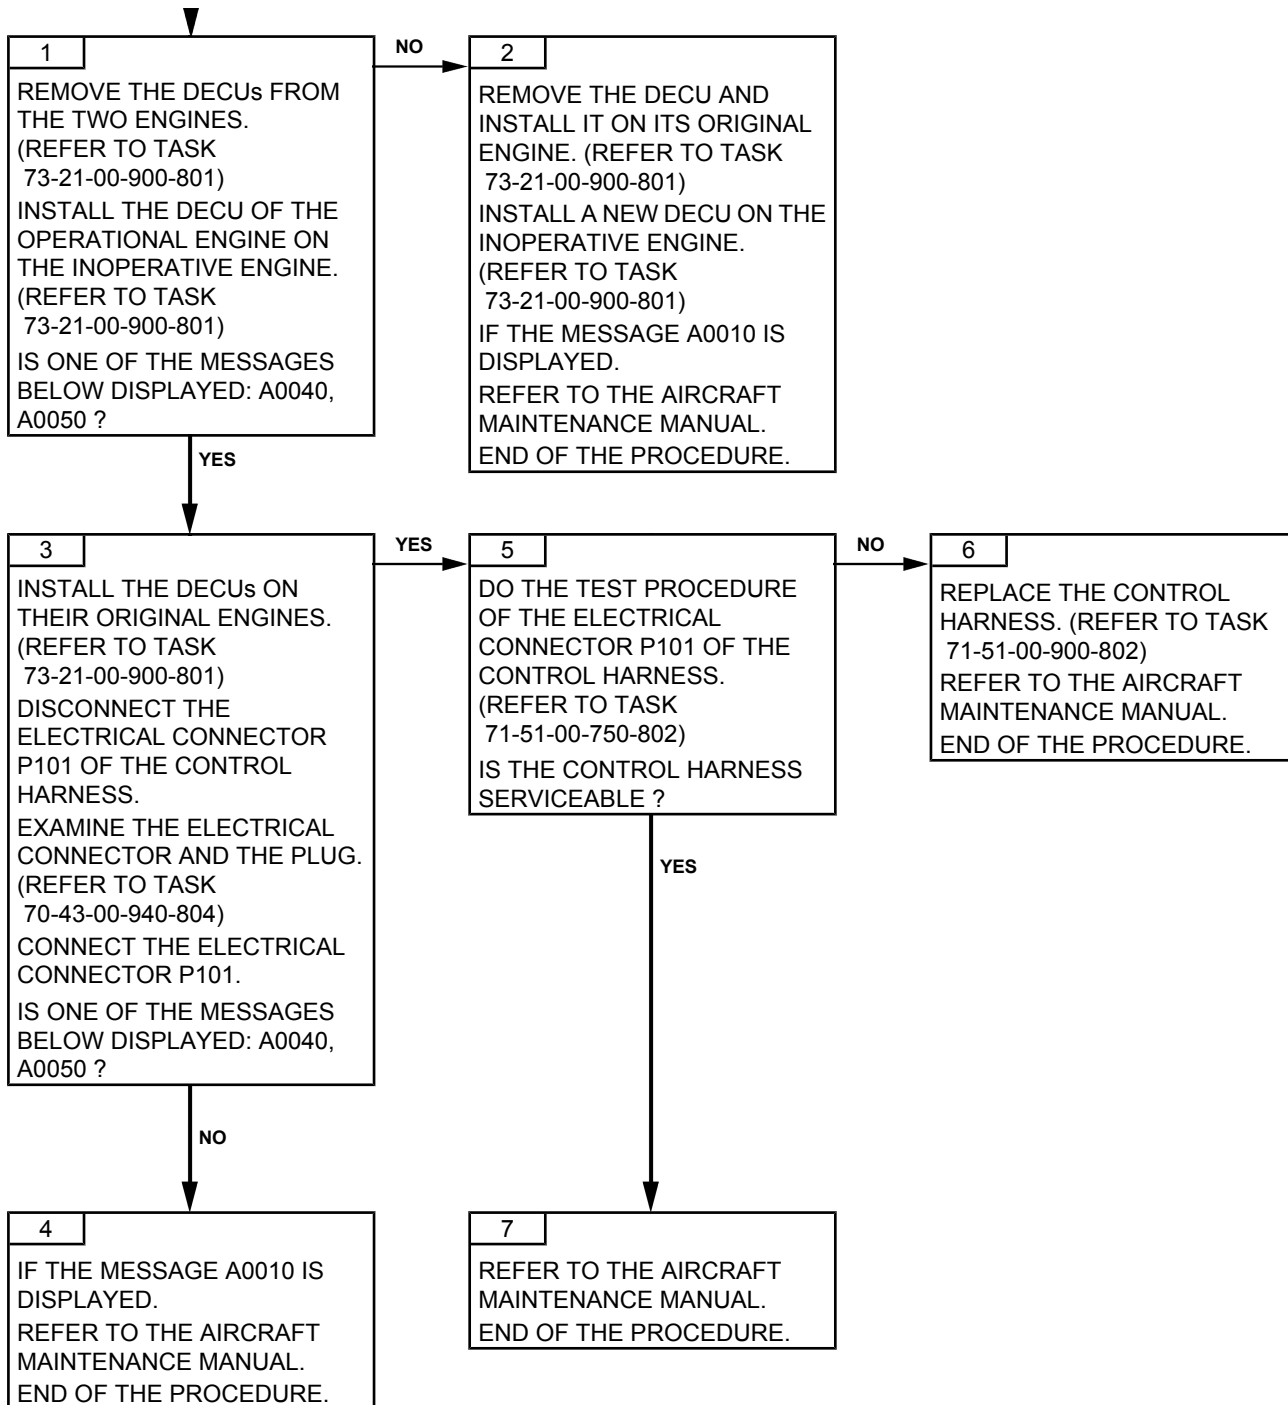 1
REMOVE THE DECUs FROM
THE TWO ENGINES.
(REFER TO TASK
73-21-00-900-801)
INSTALL THE DECU OF THE
OPERATIONAL ENGINE ON
THE INOPERATIVE ENGINE.
(REFER TO TASK
73-21-00-900-801)
IS ONE OF THE MESSAGES
BELOW DISPLAYED: A0040,
A0050 ?
NO
2
REMOVE THE DECU AND
INSTALL IT ON ITS ORIGINAL
ENGINE. (REFER TO TASK
73-21-00-900-801)
INSTALL A NEW DECU ON THE
INOPERATIVE ENGINE.
(REFER TO TASK
73-21-00-900-801)
IF THE MESSAGE A0010 IS
DISPLAYED.
REFER TO THE AIRCRAFT
MAINTENANCE MANUAL.
END OF THE PROCEDURE.
YES
3
INSTALL THE DECUs ON
THEIR ORIGINAL ENGINES.
(REFER TO TASK
73-21-00-900-801)
DISCONNECT THE
ELECTRICAL CONNECTOR
P101 OF THE CONTROL
HARNESS.
EXAMINE THE ELECTRICAL
CONNECTOR AND THE PLUG.
(REFER TO TASK
70-43-00-940-804)
CONNECT THE ELECTRICAL
CONNECTOR P101.
IS ONE OF THE MESSAGES
BELOW DISPLAYED: A0040,
A0050 ?
YES
5
DO THE TEST PROCEDURE
OF THE ELECTRICAL
CONNECTOR P101 OF THE
CONTROL HARNESS.
(REFER TO TASK
71-51-00-750-802)
IS THE CONTROL HARNESS
SERVICEABLE ?
NO
6
REPLACE THE CONTROL
HARNESS. (REFER TO TASK
71-51-00-900-802)
REFER TO THE AIRCRAFT
MAINTENANCE MANUAL.
END OF THE PROCEDURE.
YES
NO
4
IF THE MESSAGE A0010 IS
DISPLAYED.
REFER TO THE AIRCRAFT
MAINTENANCE MANUAL.
END OF THE PROCEDURE.
7
REFER TO THE AIRCRAFT
MAINTENANCE MANUAL.
END OF THE PROCEDURE.